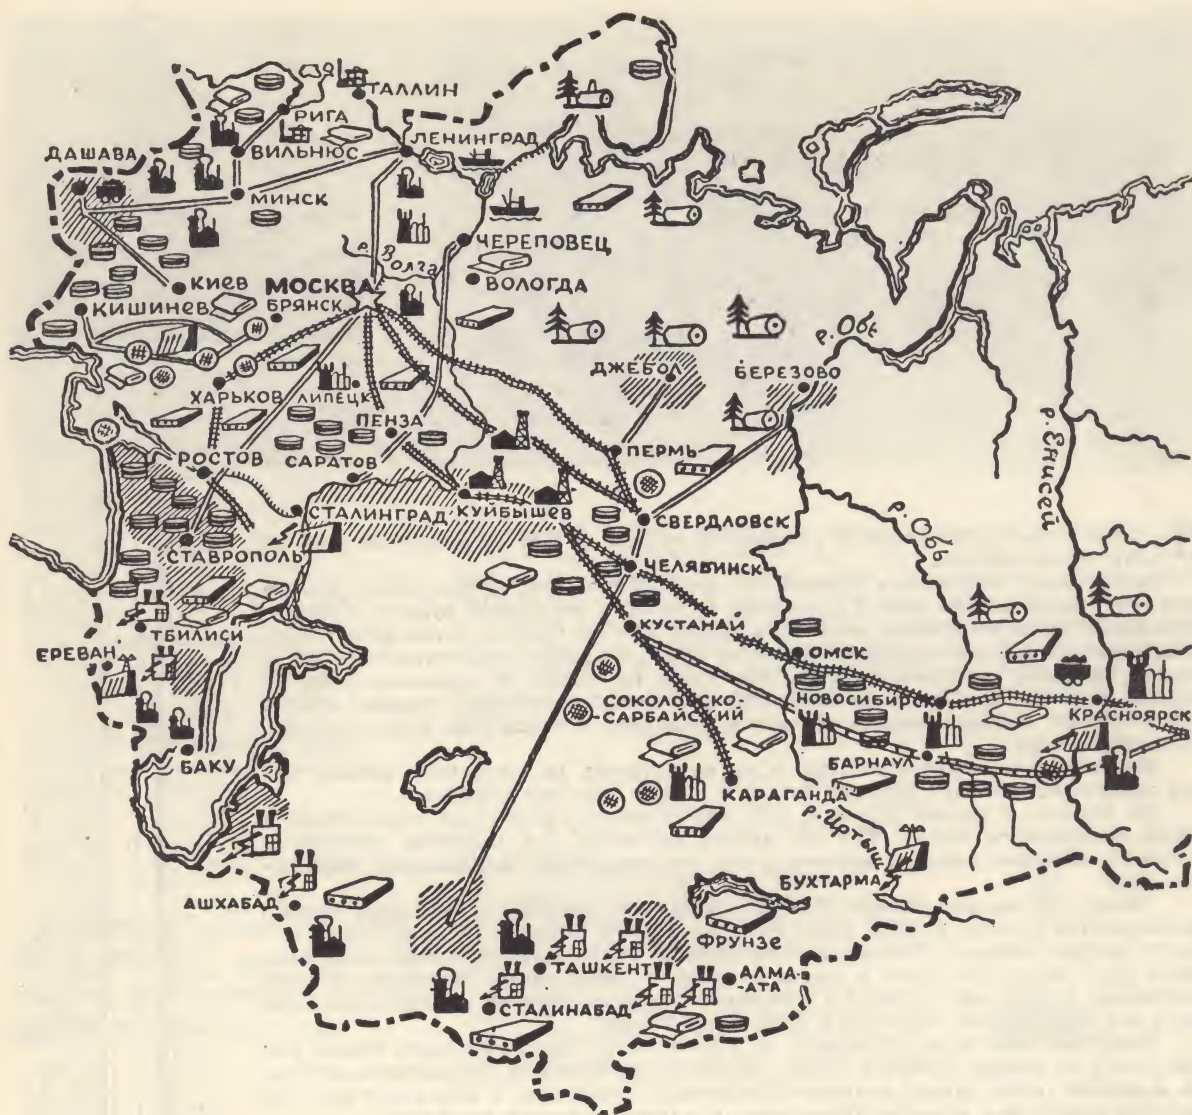 ТАЛЛИН
РИГА
ЛЕНИНГРАД
ДАШАВА
ВИЛЬНЮС
МИНСК
ЧЕРЕПОВЕЦ
р. Волга
КИЕВ
МОСКВА
ВОЛОГДА
КИШИНЕВ
БРЯНСК
р. Обь
ДЖЕБОЛ
БЕРЕЗОВО
ХАРЬКОВ
ЛИПЕЦК
р. Енисей
ПЕНЗА
ПЕРМЬ
РОСТОВ
САРАТОВ
СТАЛИНГРАД
КУЙБЫШЕВ
СВЕРДЛОВСК
р. Обь
СТАВРОПОЛЬ
ЧЕЛЯБИНСК
ТБИЛИСИ
КУСТАНАЙ
ЕРЕВАН
ОМСК
СОКОЛОВСКО-
-САРБАЙСКИЙ
НОВОСИБИРСК
КРАСНОЯРСК
БАКУ
БАРНАУЛ
КАРАГАНДА
р. Иртыш
БУХТАРМА
АШХАБАД
ФРУНЗЕ
ТАШКЕНТ
АЛМА-
-АТА
СТАЛИНАБАД